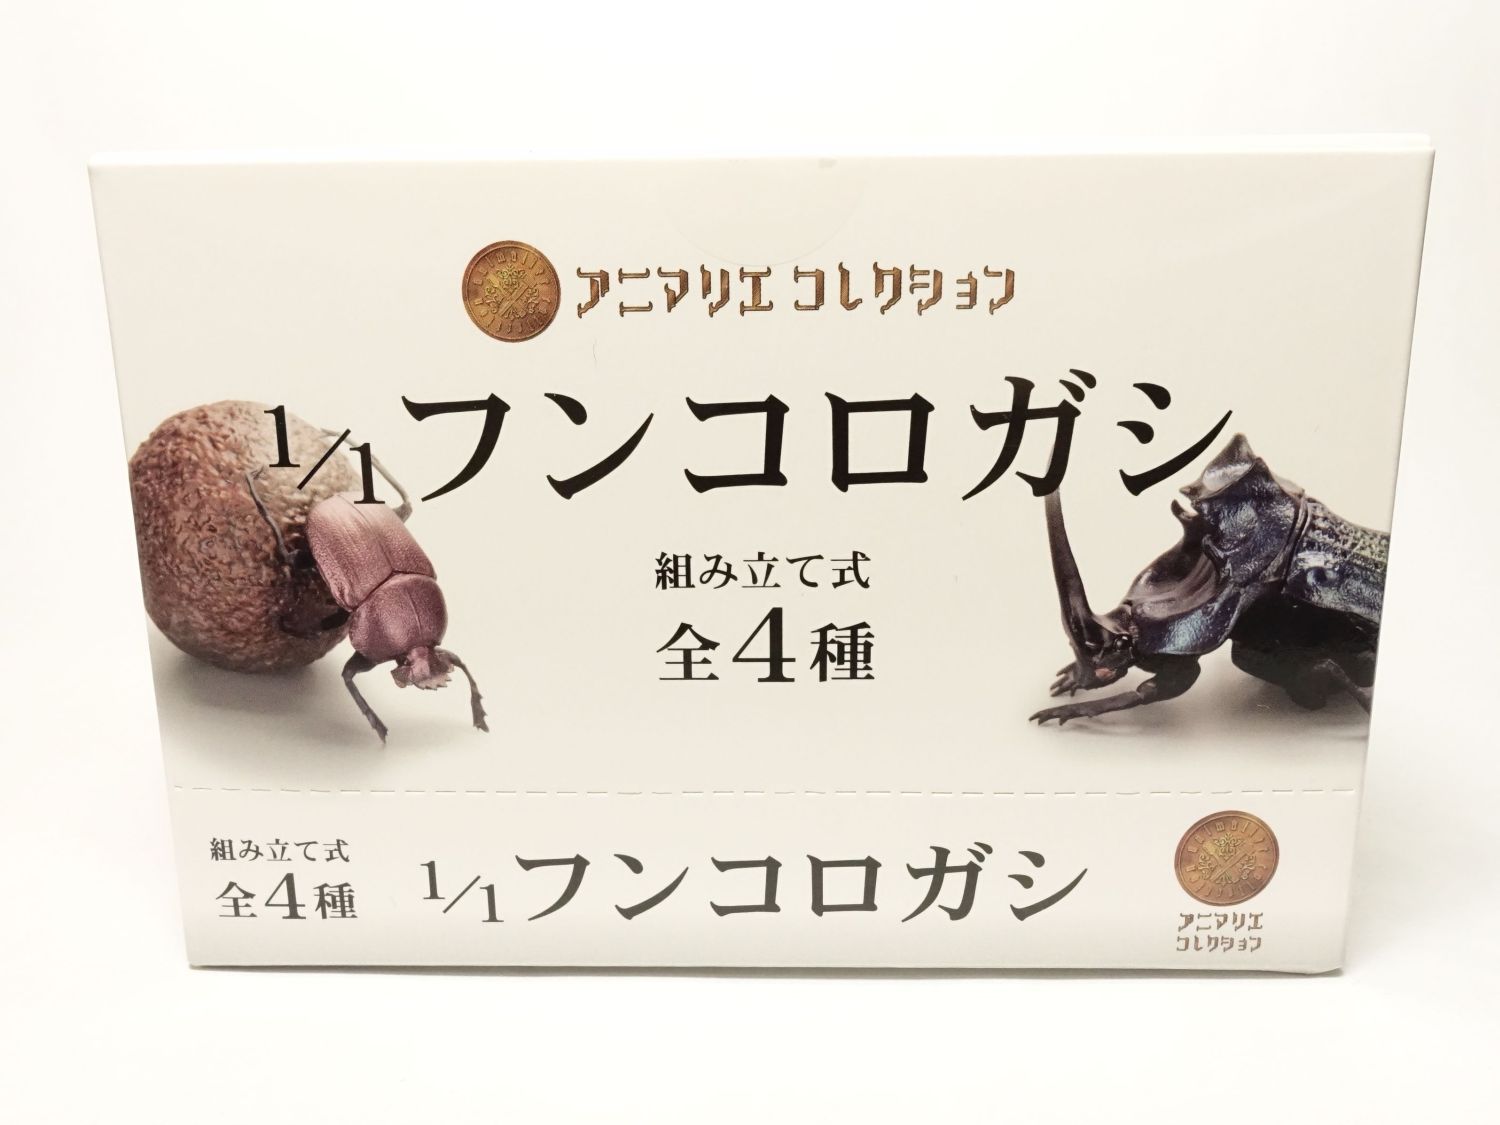 アニマリエ コレクション
1/1フンコロガシ
組み立て式
全4種
組み立て式
全4種
1/1フンコロガシ
アニマリエ
コレクション